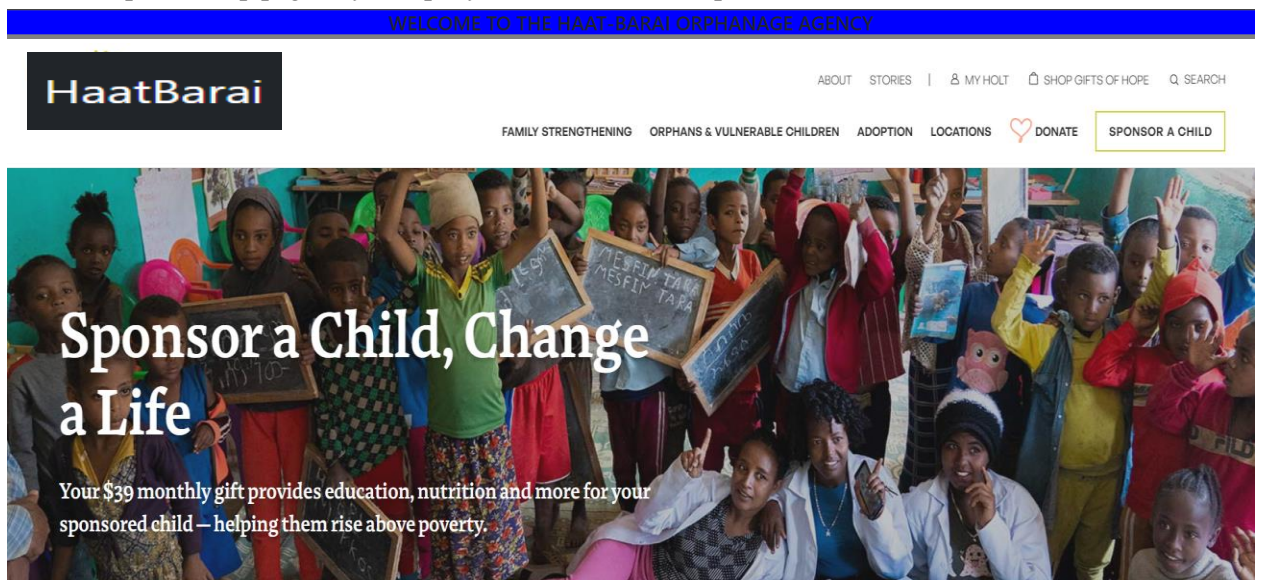 WELCOME TO THE HAAT-BARAI ORPHANAGE AGENCY
HaatBarai
ABOUT STORIES | MY HOLT SHOP GIFTS OF HOPE SEARCH
FAMILY STRENGTHENING ORPHANS & VULNERABLE CHILDREN ADOPTION LOCATIONS DONATE SPONSOR A CHILD
MESFIN TARA
MESFIN TARA
Sponsor a Child, Change
a Life
Your $39 monthly gift provides education, nutrition and more for your
sponsored child – helping them rise above poverty.